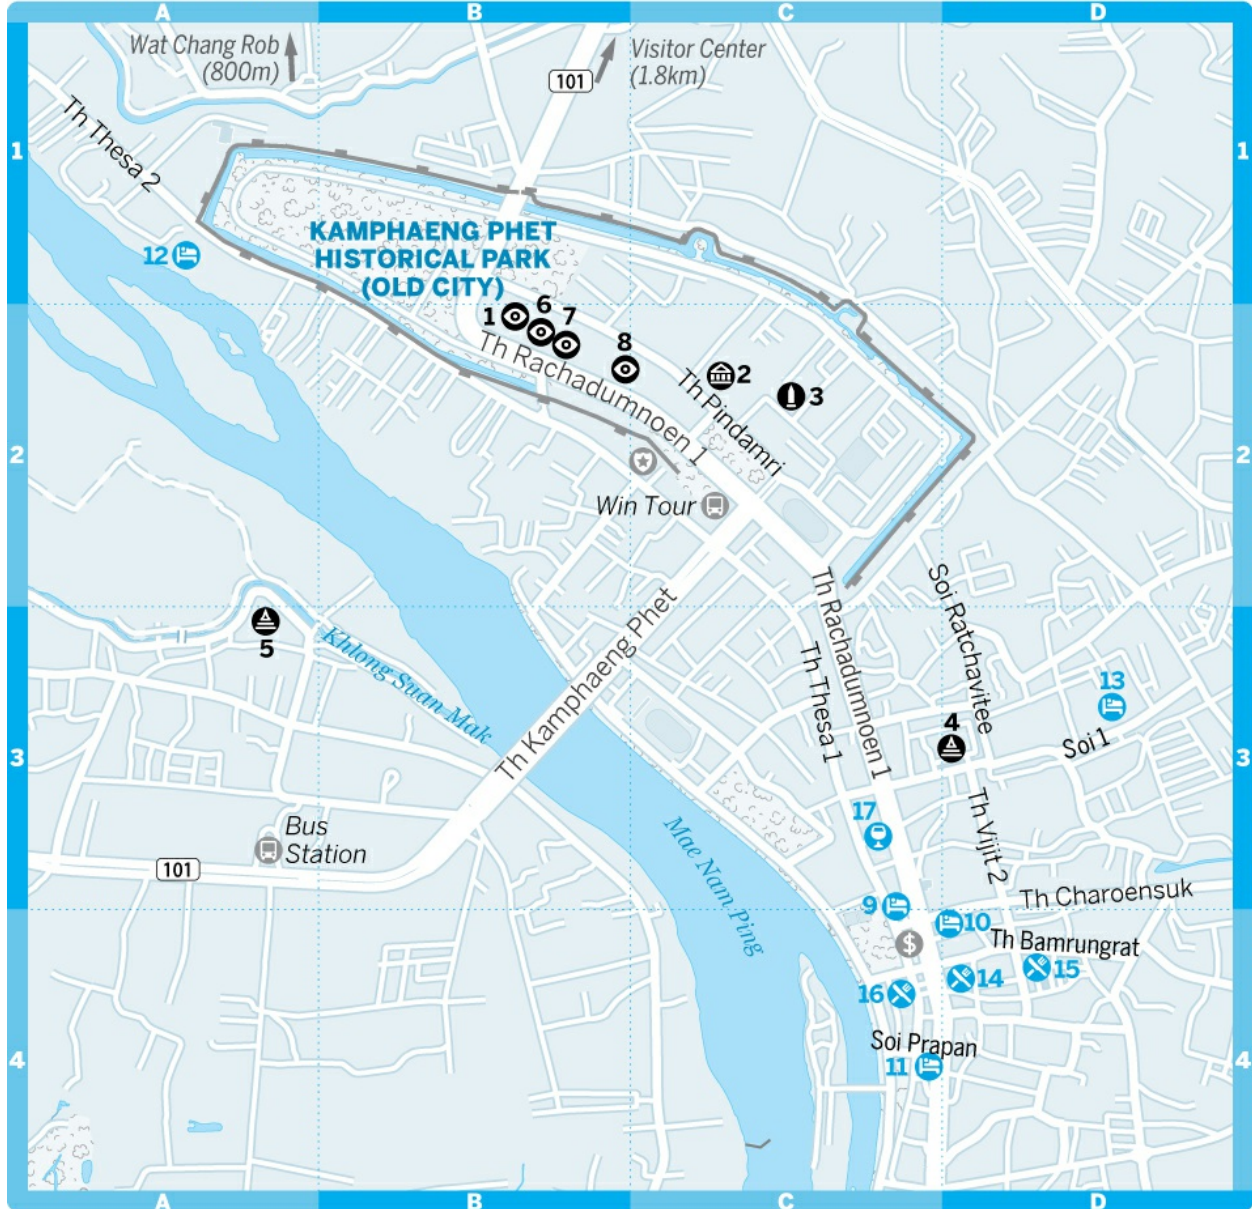 A
B
C
D
Wat Chang Rob
(800m)
101
Visitor Center
(1.8km)
Th Thesa 2
1
1
KAMPHAENG PHET
HISTORICAL PARK
(OLD CITY)
12
1
6
7
8
2
3
Th Rachadumnoen 1
Th Pindamri
2
2
Win Tour
Th Kamphaeng Phet
Th Rachadumnoen 1
Soi Ratchavitee
Th Thesa 1
5
Khlong Suan Mak
13
4
Soi 1
3
3
Th Vijit 2
17
Bus
Station
101
Mae Nam Ping
Th Charoensuk
9
10
$
Th Bamrungrat
14
15
16
Soi Prapan
11
4
4
A
B
C
D